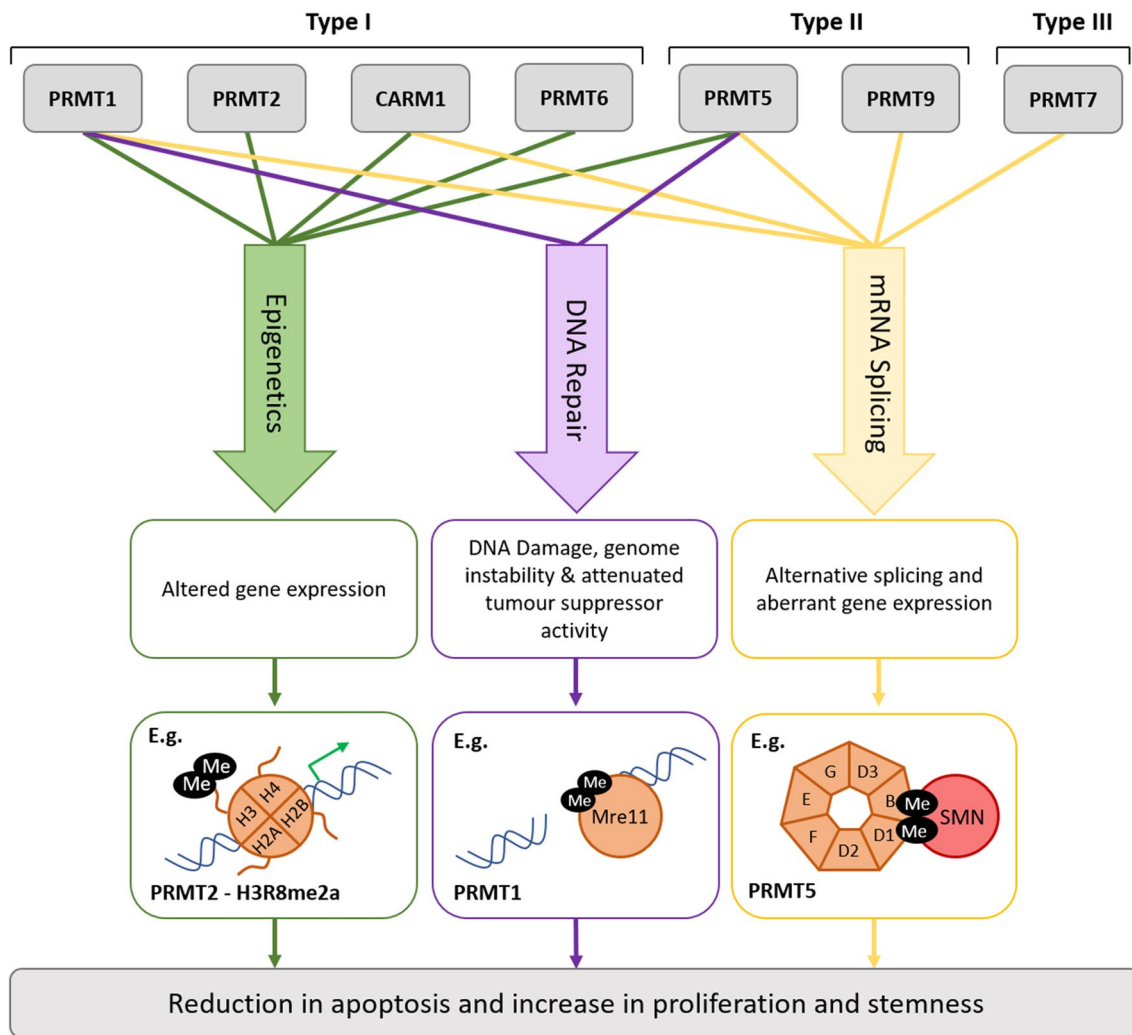 Type I
Type II
Type III
PRMT1
PRMT2
CARM1
PRMT6
PRMT5
PRMT9
PRMT7
Epigenetics
DNA Repair
mRNA Splicing
Altered gene expression
DNA Damage, genome
instability & attenuated
tumour suppressor
activity
Alternative splicing and
aberrant gene expression
E.g.
Me
Me
H3
H4
H2A
H2B
PRMT2 - H3R8me2a
E.g.
Me
Me
Mre11
PRMT1
E.g.
G
D3
E
B
F
D1
D2
Me
Me
SMN
PRMT5
Reduction in apoptosis and increase in proliferation and stemness